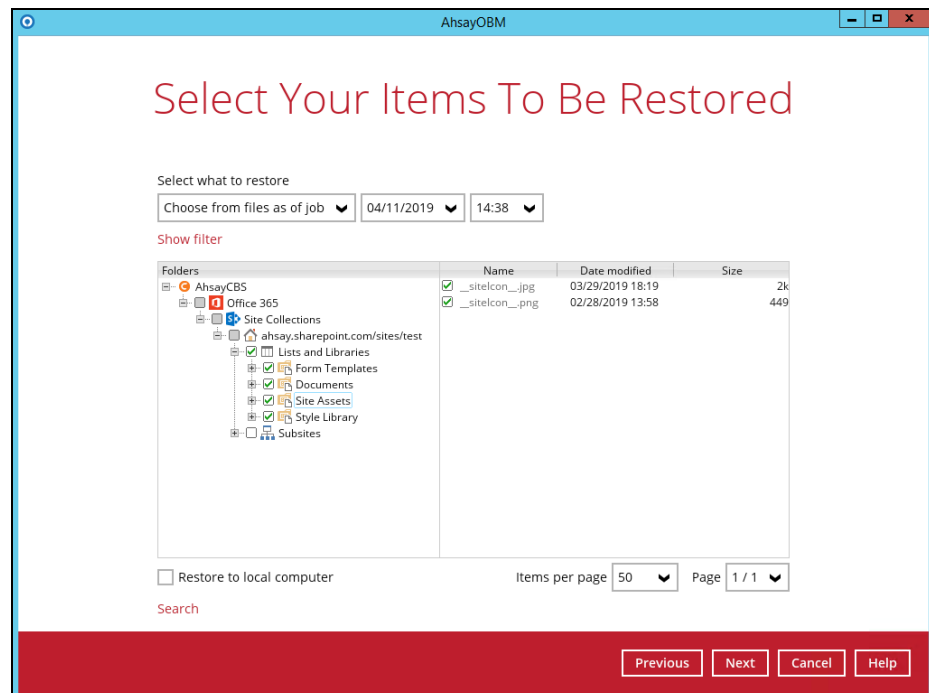 AhsayOBM
Select Your Items To Be Restored
Select what to restore
Choose from files as of job 04/11/2019 14:38
Show filter
Folders Name Date modified Size
AhsayCBS __siteIcon__.jpg 03/29/2019 18:19 2k
Office 365 __siteIcon__.png 02/28/2019 13:58 449
Site Collections
ahsay.sharepoint.com/sites/test
Lists and Libraries
Form Templates
Documents
Site Assets
Style Library
Subsites
Restore to local computer Items per page 50 Page 1 / 1
Search
Previous Next Cancel Help